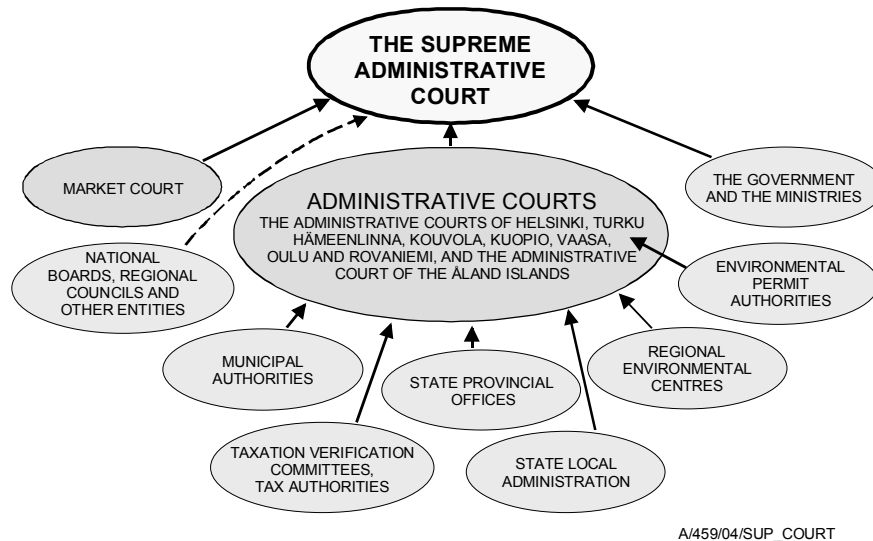 THE SUPREME
ADMINISTRATIVE
COURT
MARKET COURT
ADMINISTRATIVE COURTS
THE ADMINISTRATIVE COURTS OF HELSINKI, TURKU
HÄMEENLINNA, KOUVOLA, KUOPIO, VAASA,
OULU AND ROVANIEMI, AND THE ADMINISTRATIVE
COURT OF THE ÅLAND ISLANDS
THE GOVERNMENT
AND THE MINISTRIES
NATIONAL
BOARDS, REGIONAL
COUNCILS AND
OTHER ENTITIES
ENVIRONMENTAL
PERMIT
AUTHORITIES
MUNICIPAL
AUTHORITIES
STATE PROVINCIAL
OFFICES
REGIONAL
ENVIRONMENTAL
CENTRES
TAXATION VERIFICATION
COMMITTEES,
TAX AUTHORITIES
STATE LOCAL
ADMINISTRATION
A/459/04/SUP_COURT